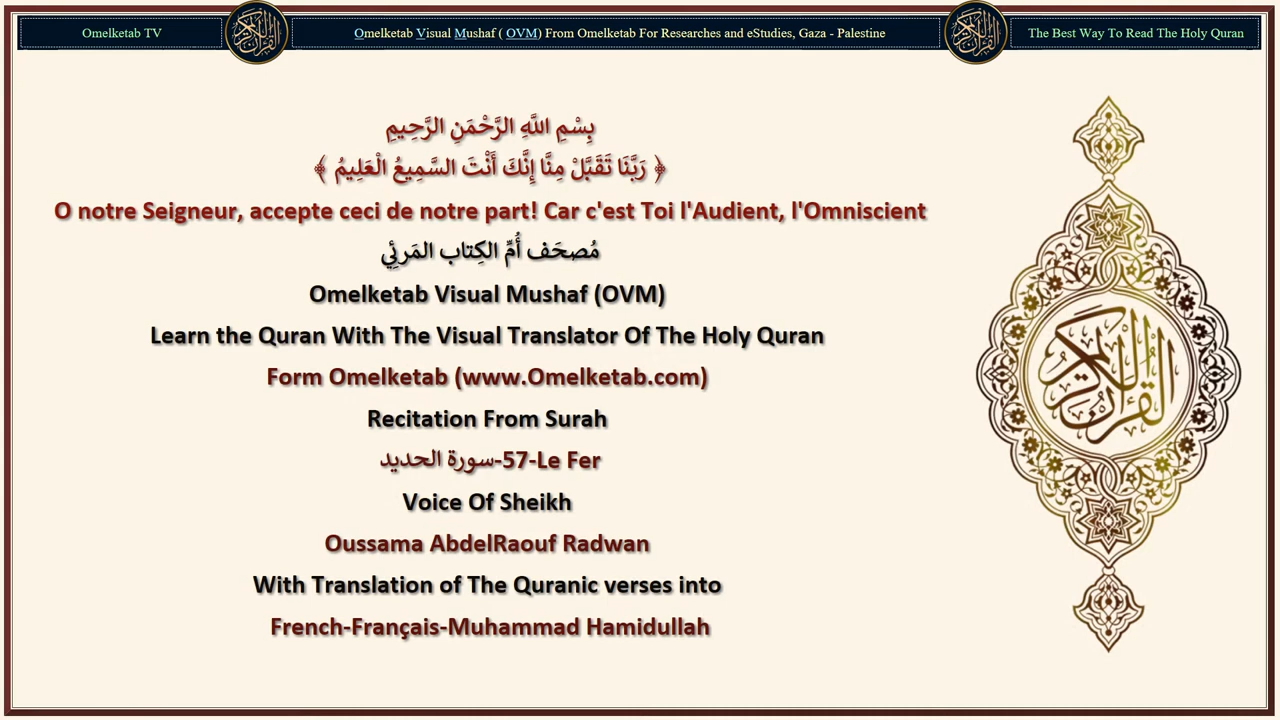 Omelketab TV
Omelketab Visual Mushaf ( OVM) From Omelketab For Researches and eStudies, Gaza - Palestine
The Best Way To Read The Holy Quran
بِسْمِ اللَّهِ الرَّحْمَنِ الرَّحِيمِ
﴿ رَبَّنَا تَقَبَّلْ مِنَّا إِنَّكَ أَنْتَ السَّمِيعُ الْعَلِيمُ ﴾
O notre Seigneur, accepte ceci de notre part! Car c'est Toi l'Audient, l'Omniscient
مُصحَف أُمِّ الكِتاب المَرئِي
Omelketab Visual Mushaf (OVM)
Learn the Quran With The Visual Translator Of The Holy Quran
Form Omelketab (www.Omelketab.com)
Recitation From Surah
سورة الحديد-57-Le Fer
Voice Of Sheikh
Oussama AbdelRaouf Radwan
With Translation of The Quranic verses into
French-Français-Muhammad Hamidullah
القرآن الكريم